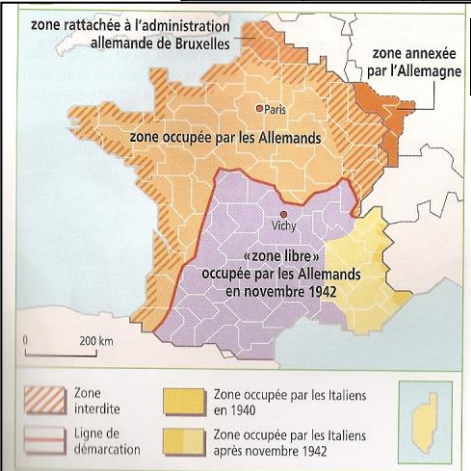 zone rattachée à l'administration
allemande de Bruxelles
zone annexée
par l'Allemagne
Paris
zone occupée par les Allemands
Vichy
«zone libre»
occupée par les Allemands
en novembre 1942
0 200 km
Zone
interdite
Ligne de
démarcation
Zone occupée par les Italiens
en 1940
Zone occupée par les Italiens
après novembre 1942